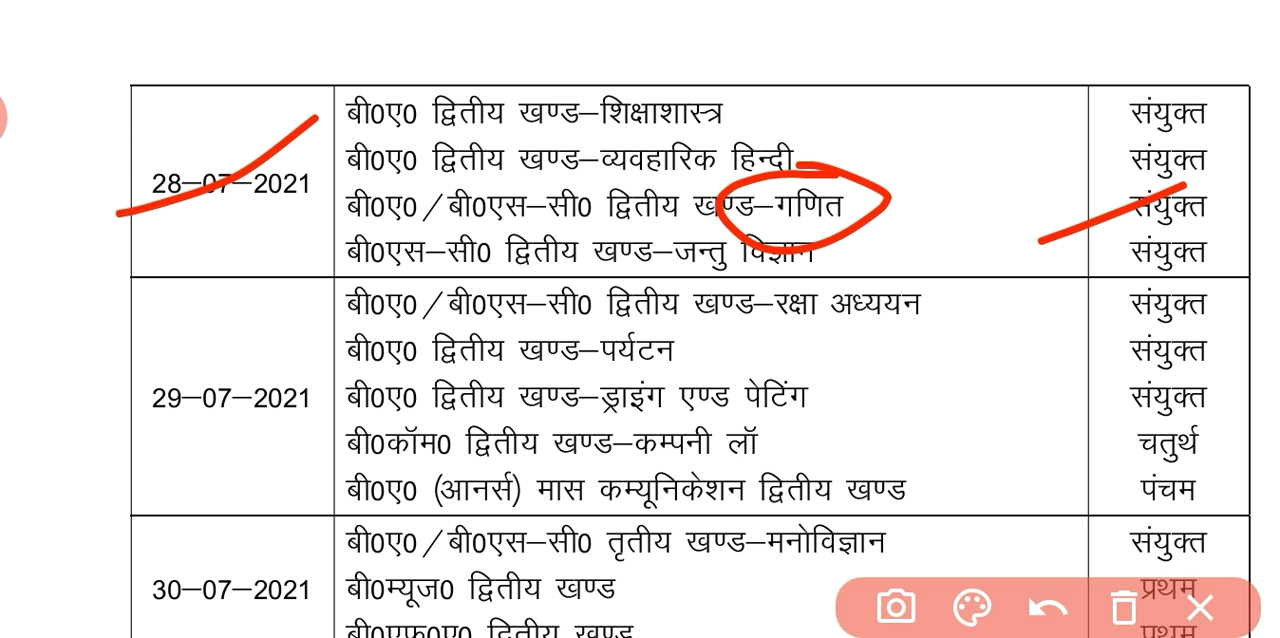 28–07–2021
बी0ए0 द्वितीय खण्ड–शिक्षाशास्त्र संयुक्त
बी0ए0 द्वितीय खण्ड–व्यवहारिक हिन्दी संयुक्त
बी0ए0/बी0एस–सी0 द्वितीय खण्ड–गणित संयुक्त
बी0एस–सी0 द्वितीय खण्ड–जन्तु विज्ञान संयुक्त
29–07–2021
बी0ए0/बी0एस–सी0 द्वितीय खण्ड–रक्षा अध्ययन संयुक्त
बी0ए0 द्वितीय खण्ड–पर्यटन संयुक्त
बी0ए0 द्वितीय खण्ड–ड्राइंग एण्ड पेटिंग संयुक्त
बी0कॉम0 द्वितीय खण्ड–कम्पनी लॉ चतुर्थ
बी0ए0 (आनर्स) मास कम्यूनिकेशन द्वितीय खण्ड पंचम
30–07–2021
बी0ए0/बी0एस–सी0 तृतीय खण्ड–मनोविज्ञान संयुक्त
बी0म्यूज0 द्वितीय खण्ड प्रथम
बी0एफ0ए0 द्वितीय खण्ड प्रथम